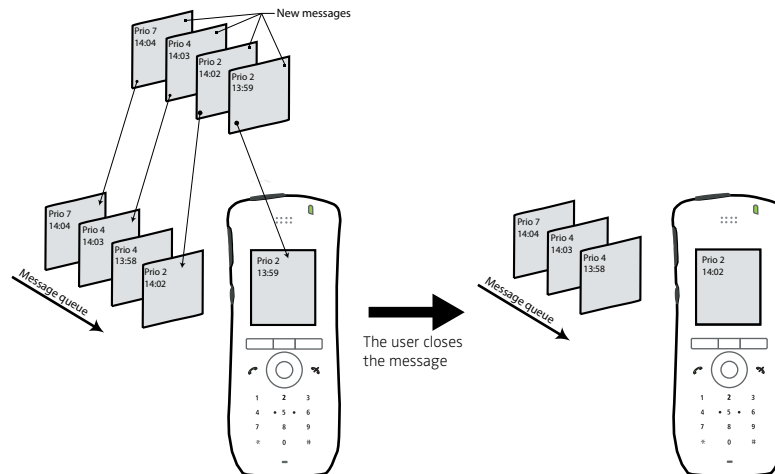 New messages
Prio 7
14:04
Prio 4
14:03
Prio 2
14:02
Prio 2
13:59
Prio 7
14:04
Prio 4
14:03
Prio 4
13:58
Prio 2
14:02
Message queue
Prio 2
13:59
1 2 3
4 5 6
7 8 9
* 0 #
The user closes
the message
Prio 7
14:04
Prio 4
14:03
Prio 4
13:58
Message queue
Prio 2
14:02
1 2 3
4 5 6
7 8 9
* 0 #